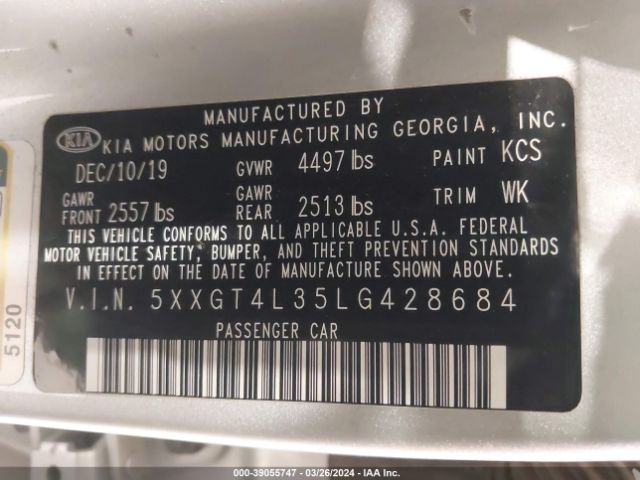 MANUFACTURED BY
KIA KIA MOTORS MANUFACTURING GEORGIA, INC.
DEC/10/19 GVWR 4497 lbs PAINT KCS
GAWR FRONT 2557 lbs GAWR REAR 2513 lbs TRIM WK
THIS VEHICLE CONFORMS TO ALL APPLICABLE U.S.A. FEDERAL
MOTOR VEHICLE SAFETY, BUMPER, AND THEFT PREVENTION STANDARDS
IN EFFECT ON THE DATE OF MANUFACTURE SHOWN ABOVE.
V.I.N. 5XXGT4L35LG428684
PASSENGER CAR
5120
000-39055747 - 03/26/2024 - IAA Inc.